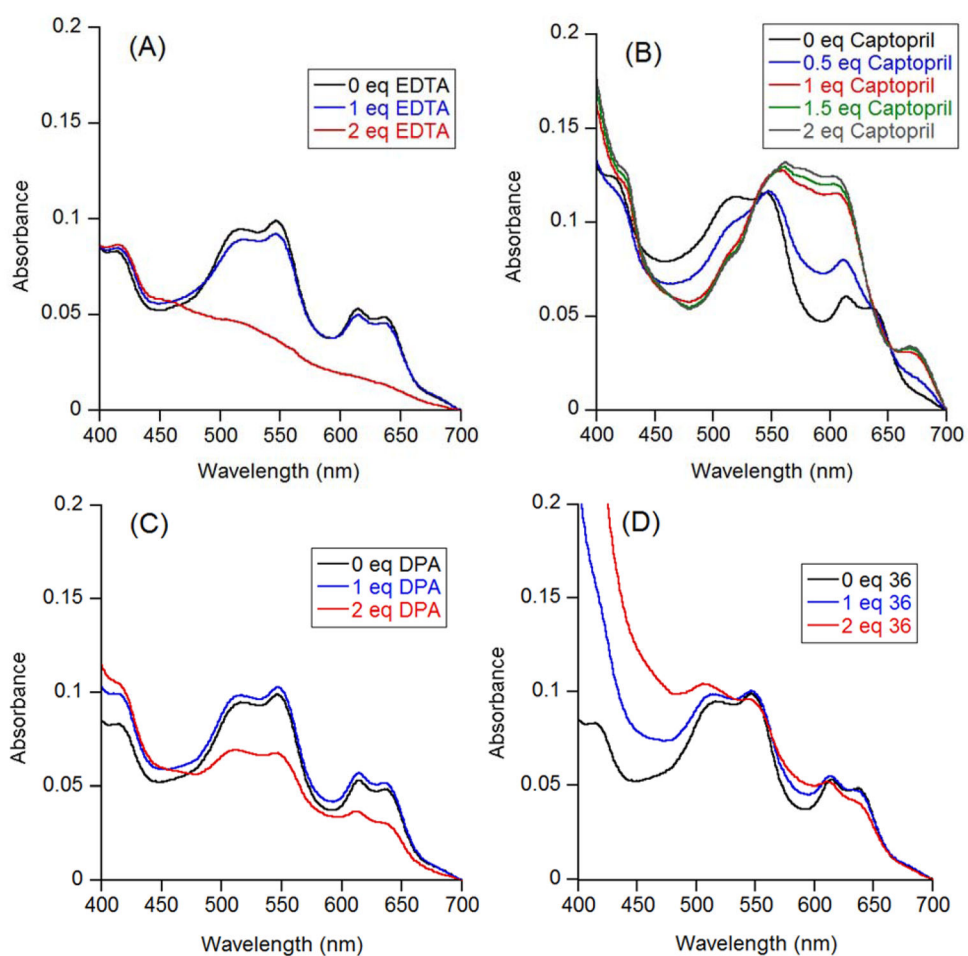 (A)
0 eq EDTA
1 eq EDTA
2 eq EDTA
0.2
0.15
0.1
0.05
0
Absorbance
400 450 500 550 600 650 700
Wavelength (nm)
(B)
0 eq Captopril
0.5 eq Captopril
1 eq Captopril
1.5 eq Captopril
2 eq Captopril
0.2
0.15
0.1
0.05
0
Absorbance
400 450 500 550 600 650 700
Wavelength (nm)
(C)
0 eq DPA
1 eq DPA
2 eq DPA
0.2
0.15
0.1
0.05
0
Absorbance
400 450 500 550 600 650 700
Wavelength (nm)
(D)
0 eq 36
1 eq 36
2 eq 36
0.2
0.15
0.1
0.05
0
Absorbance
400 450 500 550 600 650 700
Wavelength (nm)